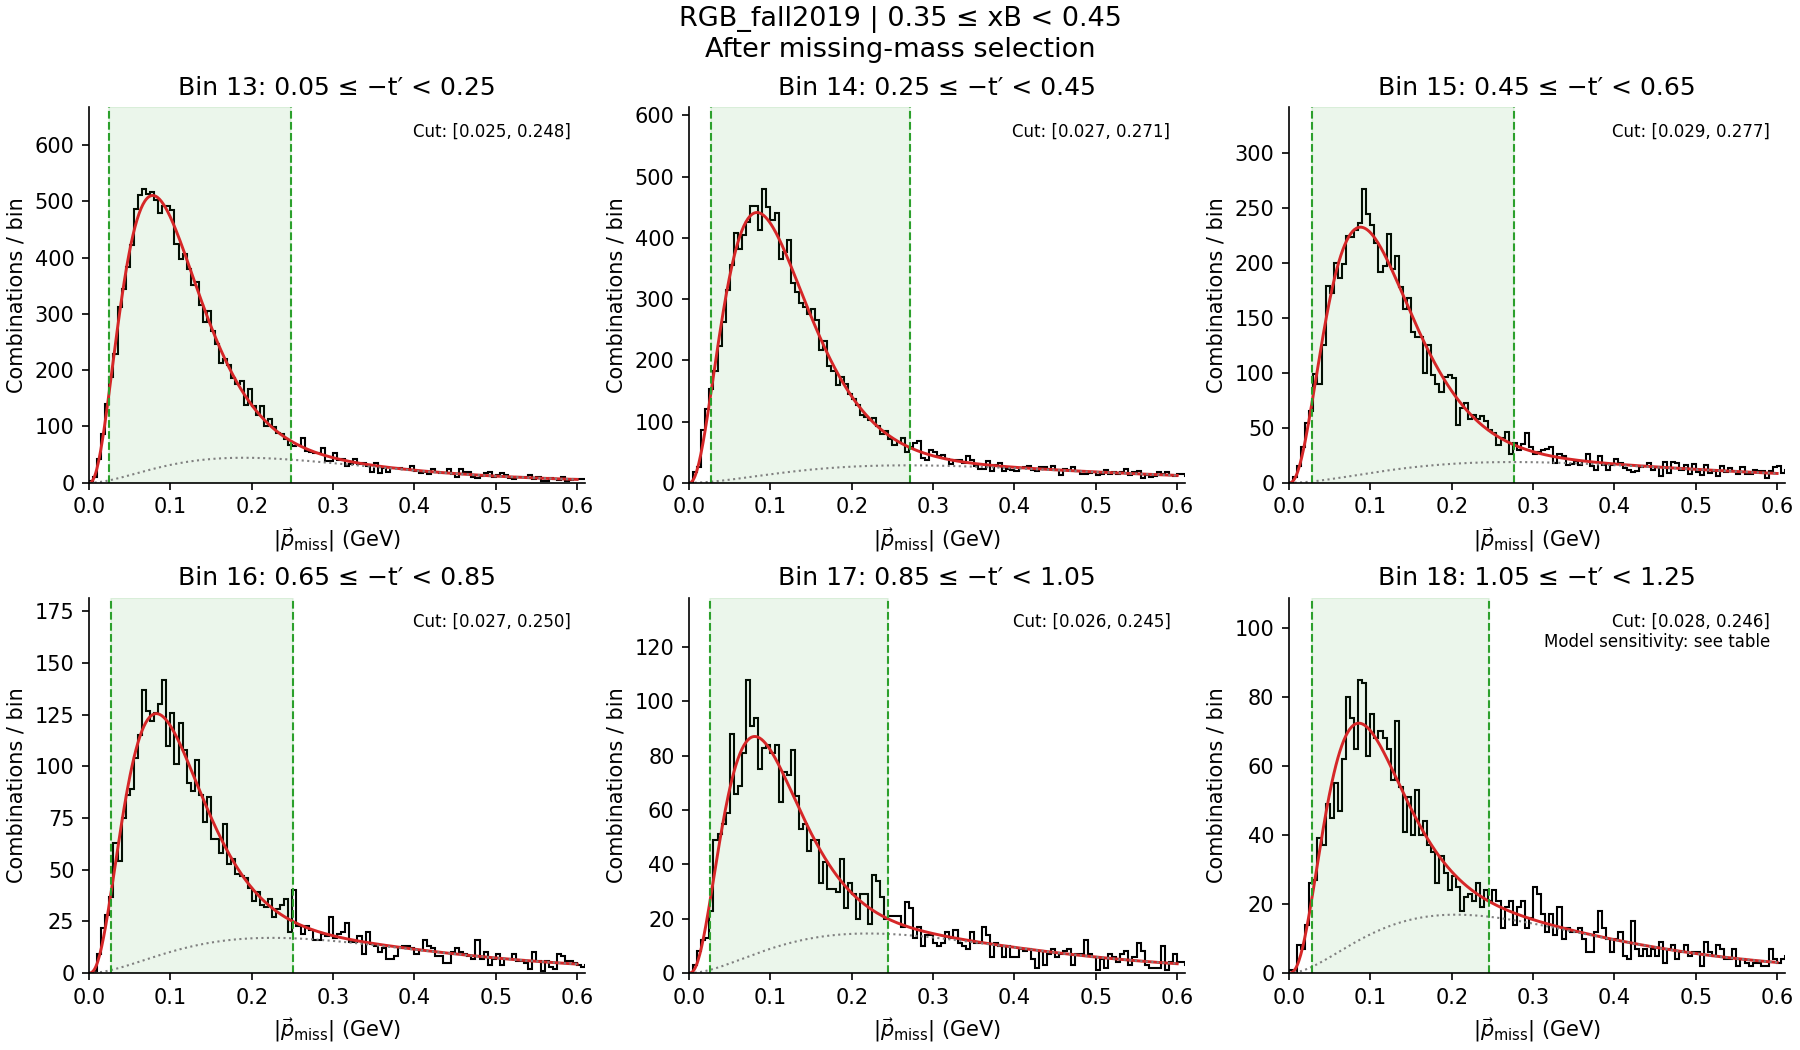 RGB_fall2019 | 0.35 ≤ xB < 0.45
After missing-mass selection
Bin 13: 0.05 ≤ −t′ < 0.25
Cut: [0.025, 0.248]
Combinations / bin
0
100
200
300
400
500
600
0.0 0.1 0.2 0.3 0.4 0.5 0.6
|p⃗miss| (GeV)
Bin 14: 0.25 ≤ −t′ < 0.45
Cut: [0.027, 0.271]
Combinations / bin
0
100
200
300
400
500
600
0.0 0.1 0.2 0.3 0.4 0.5 0.6
|p⃗miss| (GeV)
Bin 15: 0.45 ≤ −t′ < 0.65
Cut: [0.029, 0.277]
Combinations / bin
0
50
100
150
200
250
300
0.0 0.1 0.2 0.3 0.4 0.5 0.6
|p⃗miss| (GeV)
Bin 16: 0.65 ≤ −t′ < 0.85
Cut: [0.027, 0.250]
Combinations / bin
0
25
50
75
100
125
150
175
0.0 0.1 0.2 0.3 0.4 0.5 0.6
|p⃗miss| (GeV)
Bin 17: 0.85 ≤ −t′ < 1.05
Cut: [0.026, 0.245]
Combinations / bin
0
20
40
60
80
100
120
0.0 0.1 0.2 0.3 0.4 0.5 0.6
|p⃗miss| (GeV)
Bin 18: 1.05 ≤ −t′ < 1.25
Cut: [0.028, 0.246]
Model sensitivity: see table
Combinations / bin
0
20
40
60
80
100
0.0 0.1 0.2 0.3 0.4 0.5 0.6
|p⃗miss| (GeV)